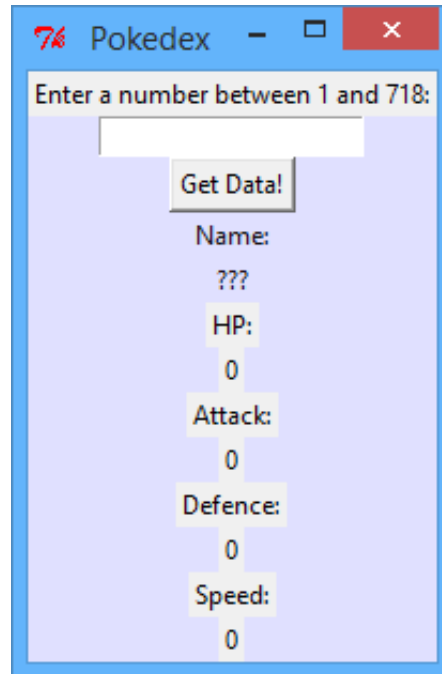 Pokedex
Enter a number between 1 and 718:
Get Data!
Name:
???
HP:
0
Attack:
0
Defence:
0
Speed:
0